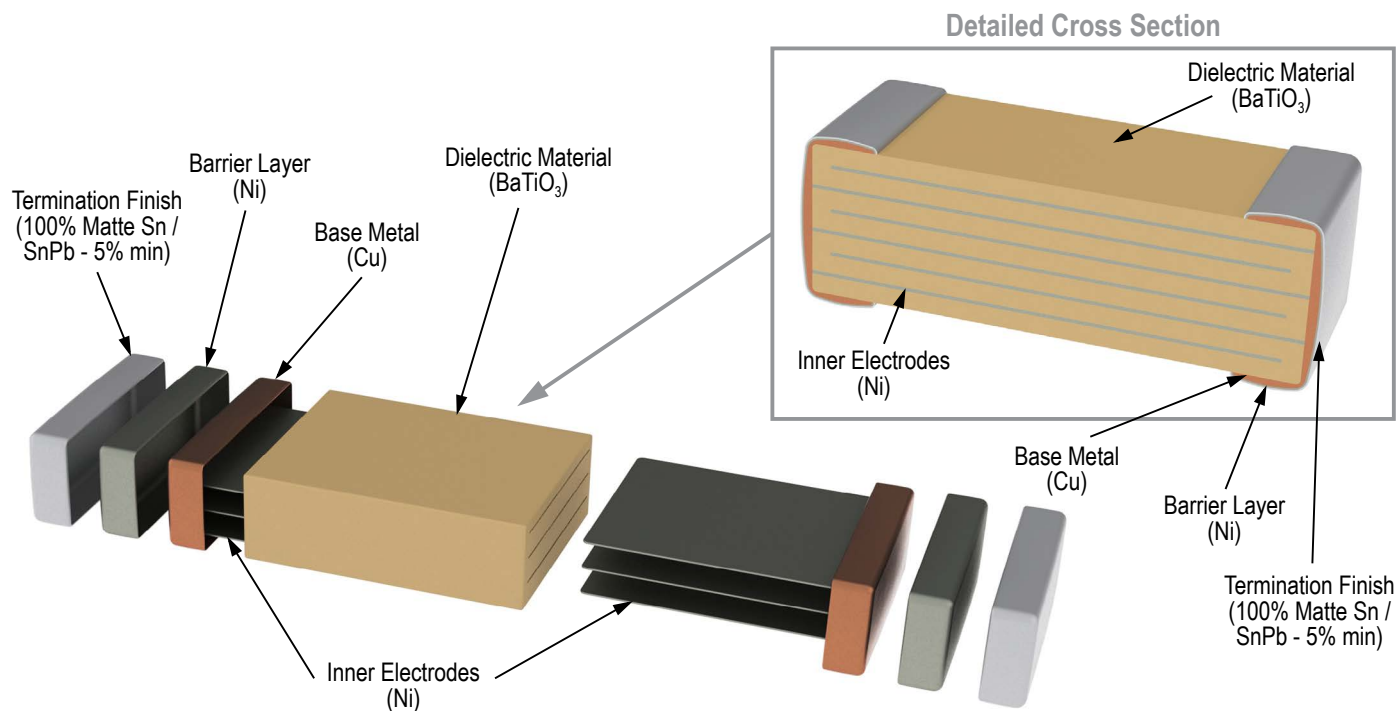 Detailed Cross Section
Dielectric Material
(BaTiO₃)
Inner Electrodes
(Ni)
Base Metal
(Cu)
Barrier Layer
(Ni)
Termination Finish
(100% Matte Sn /
SnPb - 5% min)
Termination Finish
(100% Matte Sn /
SnPb - 5% min)
Barrier Layer
(Ni)
Base Metal
(Cu)
Dielectric Material
(BaTiO₃)
Inner Electrodes
(Ni)